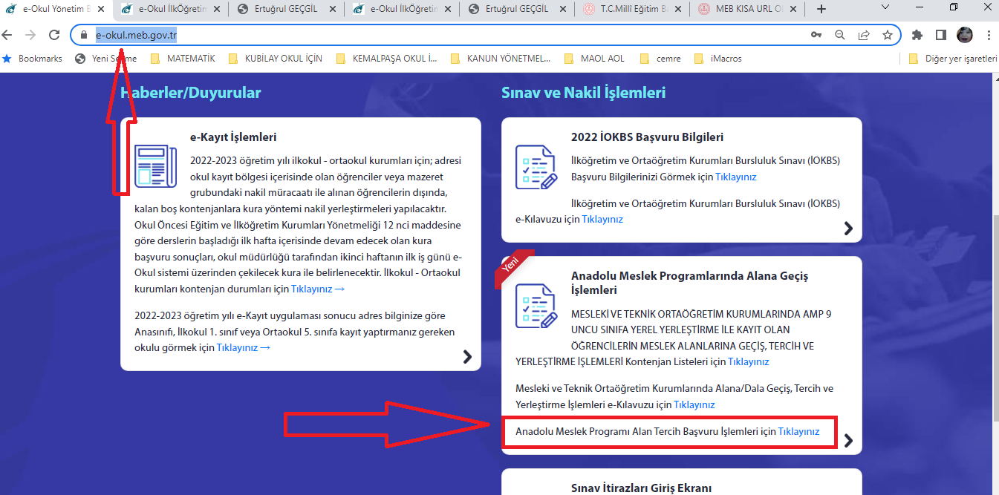 e-Okul Yönetim B
e-Okul İlköğretim
Ertuğrul GEÇGİL
e-Okul İlköğretim
Ertuğrul GEÇGİL
T.C.Millî Eğitim Ba
MEB KISA URL O
e-okul.meb.gov.tr
Bookmarks
Yeni Sekme
MATEMATİK
KUBİLAY OKUL İÇİN
KEMALPAŞA OKUL İ...
KANUN YÖNETMEL...
MAOL AOL
cemre
iMacros
Diğer yer işaretleri
Haberler/Duyurular
e-Kayıt İşlemleri
2022-2023 öğretim yılı ilkokul - ortaokul kurumları için; adresi
okul kayıt bölgesi içerisinde olan öğrenciler veya mazeret
grubundaki nakil müracaatı ile alınan öğrencilerin dışında,
kalan boş kontenjanlara kura yöntemi nakil yerleştirmeleri yapılacaktır.
Okul Öncesi Eğitim ve İlköğretim Kurumları Yönetmeliği 12 nci maddesine
göre derslerin başladığı ilk hafta içerisinde devam edecek olan kura
başvuru sonuçları, okul müdürlüğü tarafından ikinci haftanın ilk iş günü e-
Okul sistemi üzerinden çekilecek kura ile belirlenecektir. İlkokul - Ortaokul
kurumları kontenjan durumları için Tıklayınız →
2022-2023 öğretim yılı e-Kayıt uygulaması sonucu adres bilginize göre
Anasınıfı, İlkokul 1. sınıf veya Ortaokul 5. sınıfa kayıt yaptırmanız gereken
okulu görmek için Tıklayınız →
Sınav ve Nakil İşlemleri
2022 İOKBS Başvuru Bilgileri
İlköğretim ve Ortaöğretim Kurumları Bursluluk Sınavı (İOKBS)
Başvuru Bilgilerinizi Görmek için Tıklayınız
İlköğretim ve Ortaöğretim Kurumları Bursluluk Sınavı (İOKBS)
e-Kılavuzu için Tıklayınız
Yeni
Anadolu Meslek Programlarında Alana Geçiş
İşlemleri
MESLEKİ VE TEKNİK ORTAÖĞRETİM KURUMLARINDA AMP 9
UNCU SINIFA YEREL YERLEŞTİRME İLE KAYIT OLAN
ÖĞRENCİLERİN MESLEK ALANLARINA GEÇİŞ, TERCİH VE
YERLEŞTİRME İŞLEMLERİ Kontenjan Listeleri için Tıklayınız
Mesleki ve Teknik Ortaöğretim Kurumlarında Alana/Dala Geçiş, Tercih ve
Yerleştirme İşlemleri e-Kılavuzu için Tıklayınız
Anadolu Meslek Programı Alan Tercih Başvuru İşlemleri için Tıklayınız
Sınav İtirazları Giriş Ekranı